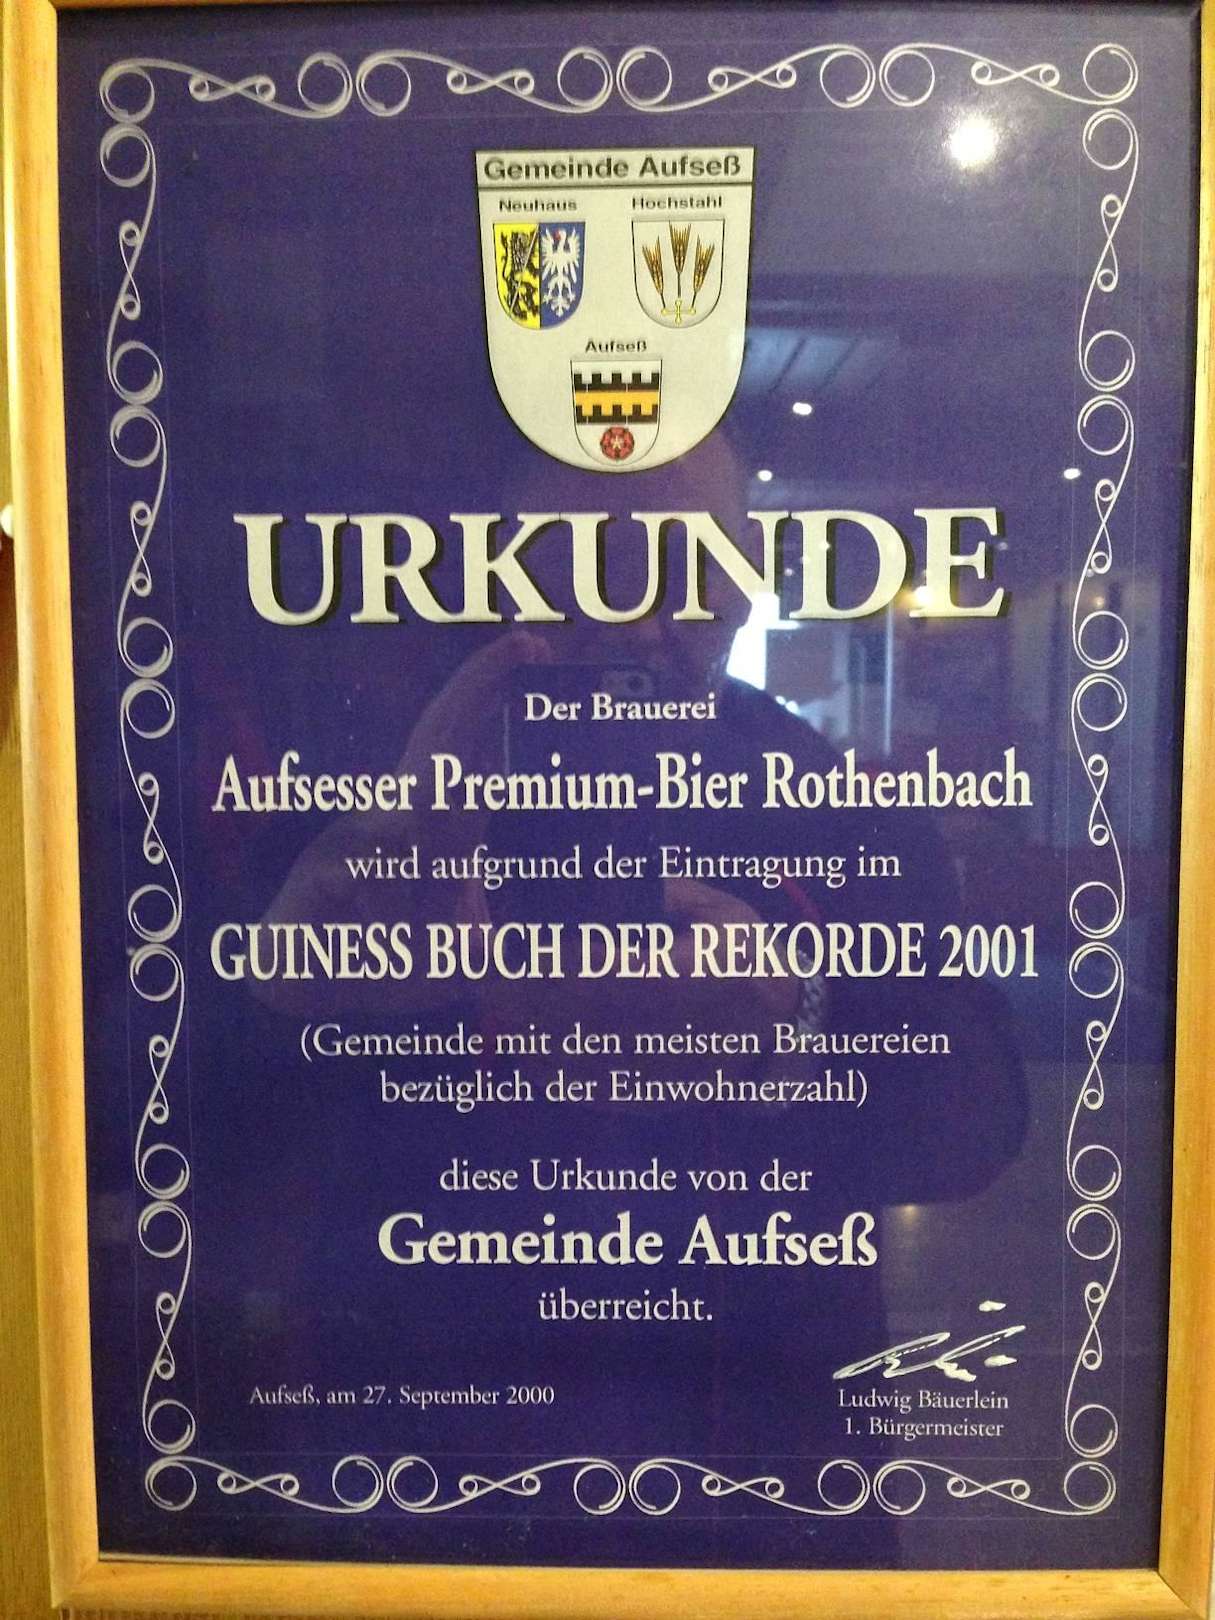 Gemeinde Aufseß
Neuhaus Hochstahl
Aufseß
URKUNDE
Der Brauerei
Aufsesser Premium-Bier Rothenbach
wird aufgrund der Eintragung im
GUINESS BUCH DER REKORDE 2001
(Gemeinde mit den meisten Brauereien
bezüglich der Einwohnerzahl)
diese Urkunde von der
Gemeinde Aufseß
überreicht.
Aufseß, am 27. September 2000
Ludwig Bäuerlein
1. Bürgermeister